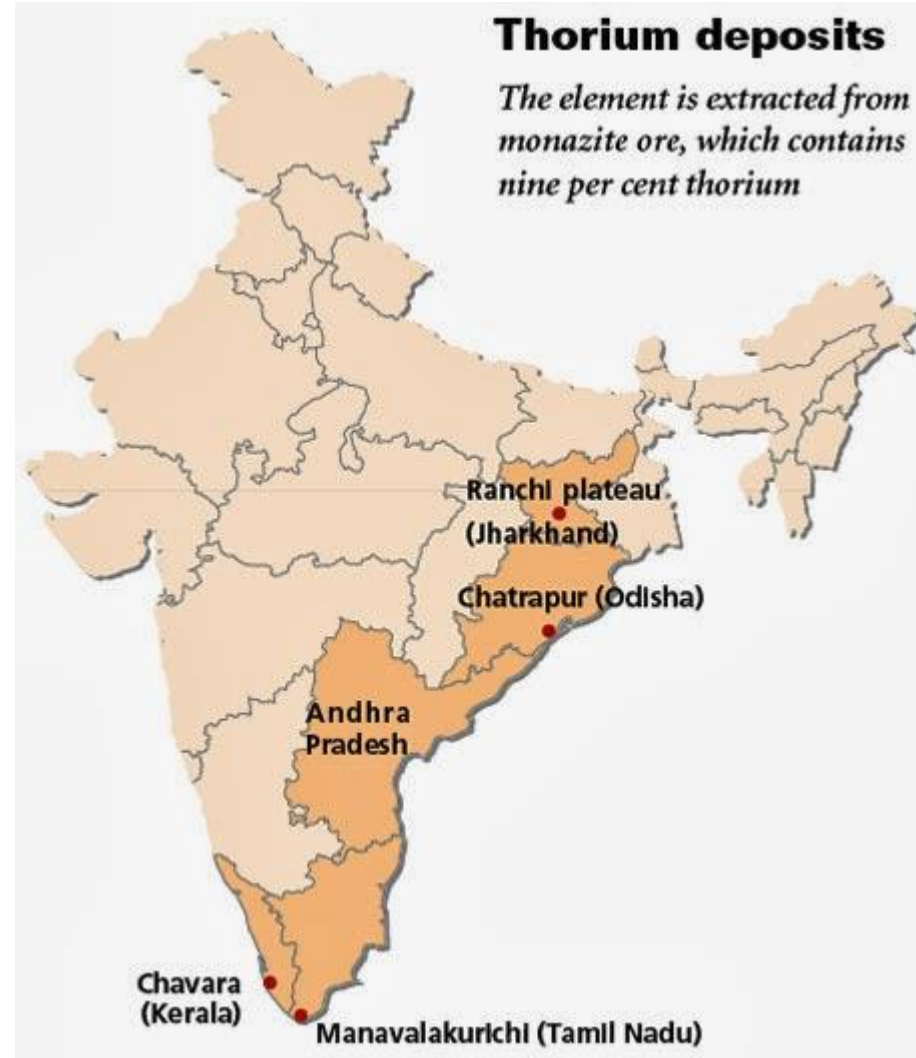 Thorium deposits
The element is extracted from
monazite ore, which contains
nine per cent thorium
Ranchi plateau
(Jharkhand)
Chatrapur (Odisha)
Andhra
Pradesh
Chavara
(Kerala)
Manavalakurichi (Tamil Nadu)